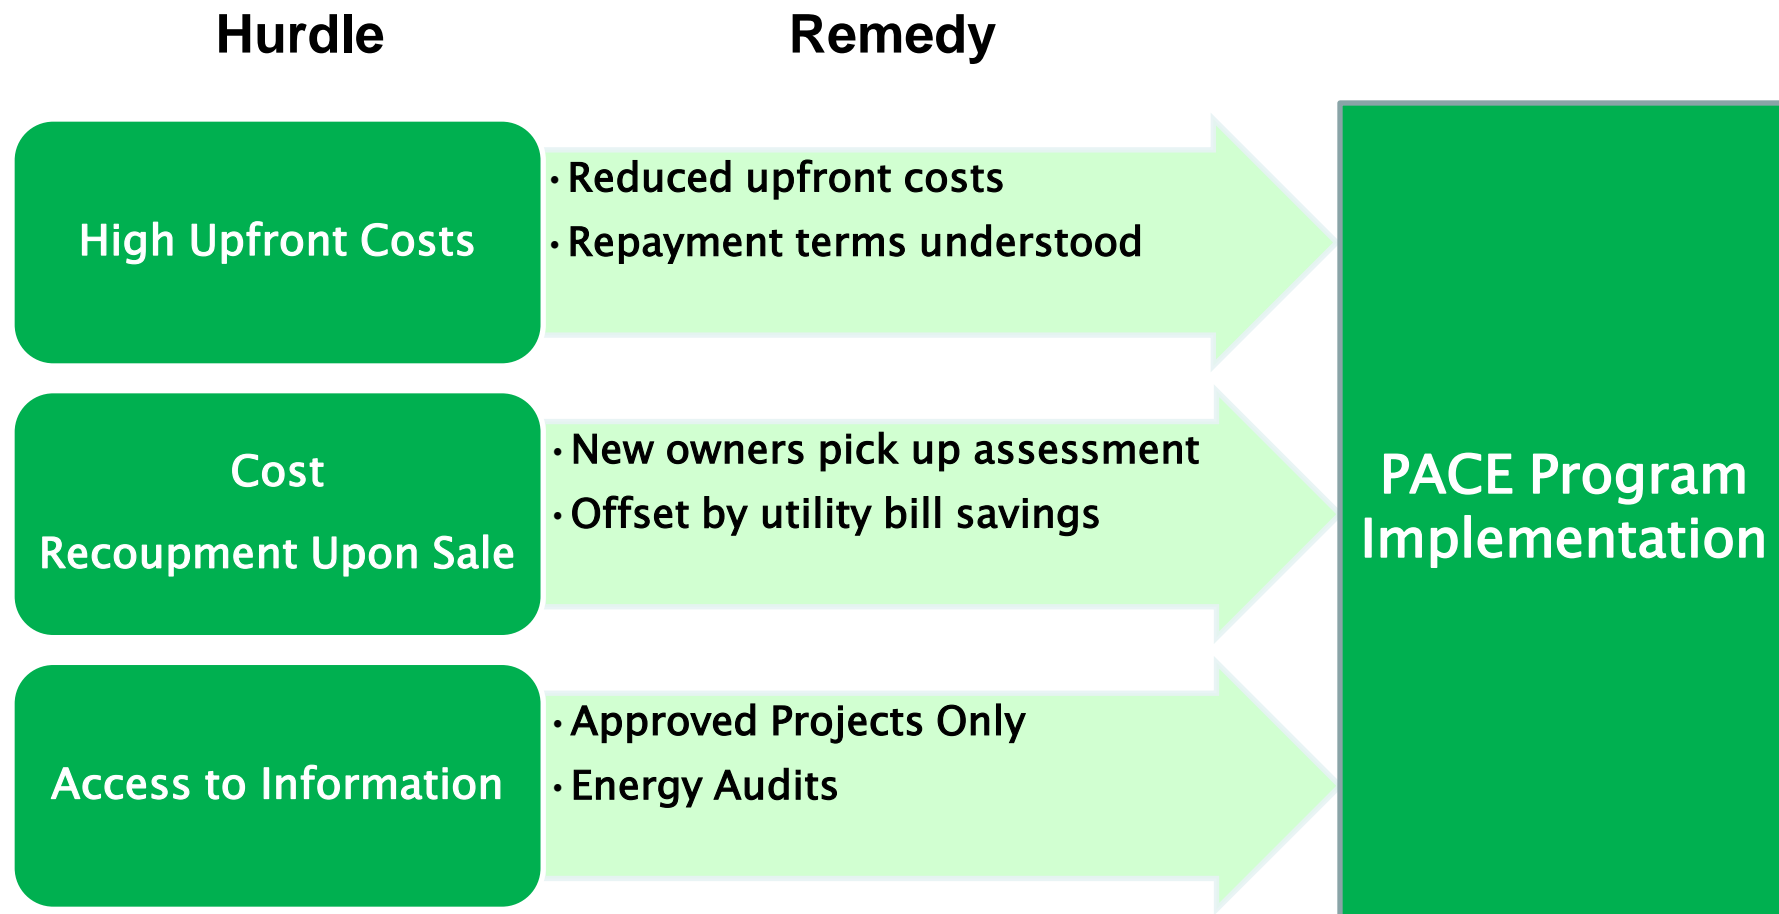 Hurdle
Remedy
High Upfront Costs
• Reduced upfront costs
• Repayment terms understood
Cost
Recoupment Upon Sale
• New owners pick up assessment
• Offset by utility bill savings
Access to Information
• Approved Projects Only
• Energy Audits
PACE Program
Implementation